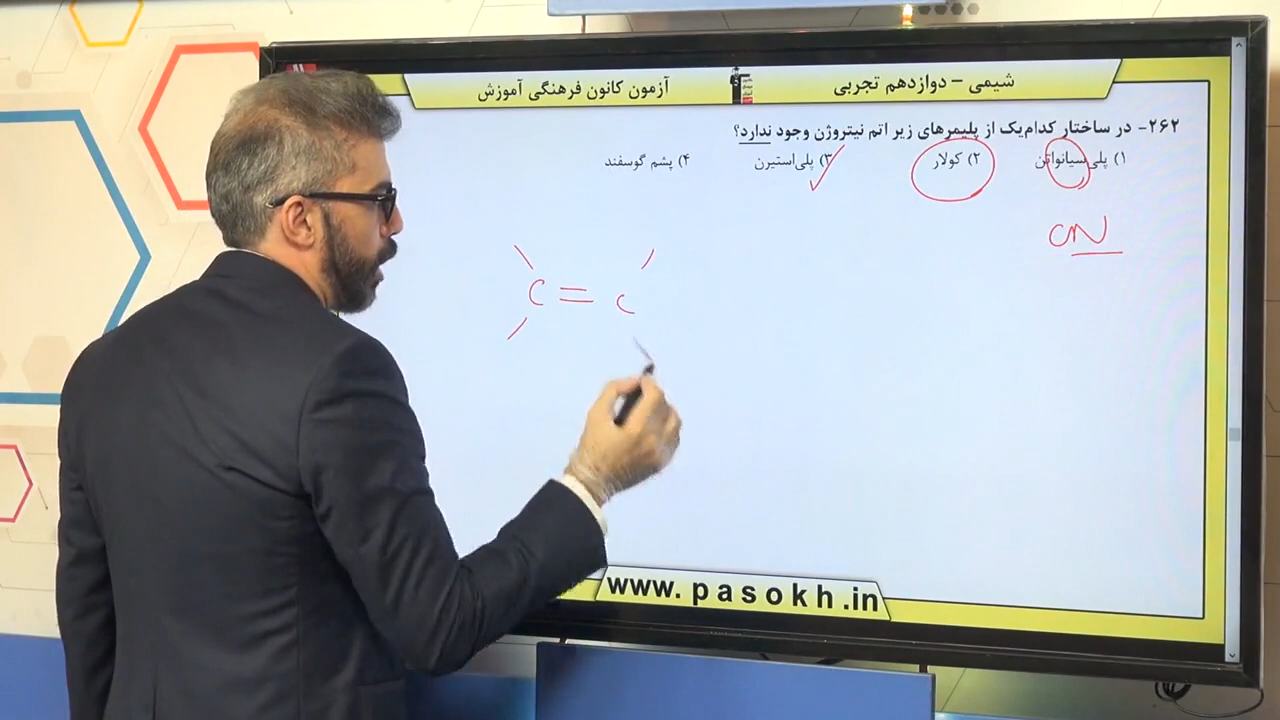 شیمی – دوازدهم تجربی
آزمون کانون فرهنگی آموزش
۲۶۲- در ساختار کدام‌یک از پلیمرهای زیر اتم نیتروژن وجود ندارد؟
۱) پلی‌سیانواتن ۲) کولار ۳) پلی‌استیرن ۴) پشم گوسفند
CN
C = C
www.pasokh.in